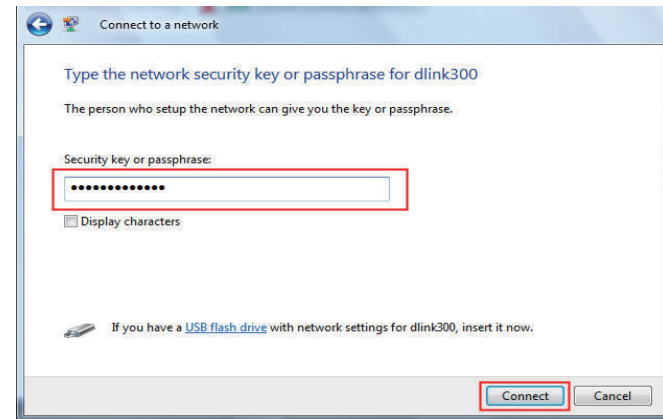 Connect to a network
Type the network security key or passphrase for dlink300
The person who setup the network can give you the key or passphrase.
Security key or passphrase:
•••••••••••••
Display characters
If you have a USB flash drive with network settings for dlink300, insert it now.
Connect Cancel